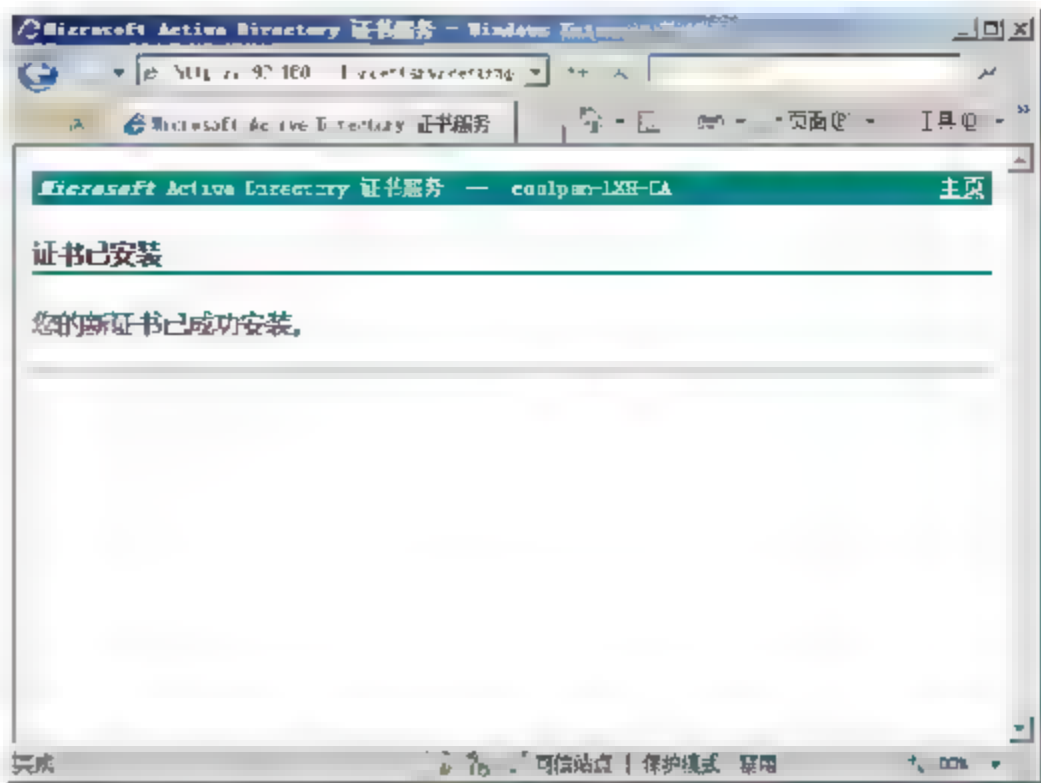 Microsoft Active Directory 证书服务 - Windows
Microsoft Active Directory 证书服务
页面(P)
工具(O)
Microsoft Active Directory 证书服务 — coolpen-LXH-CA
主页
证书已安装
您的新证书已成功安装。
完成
可信站点 | 保护模式: 禁用